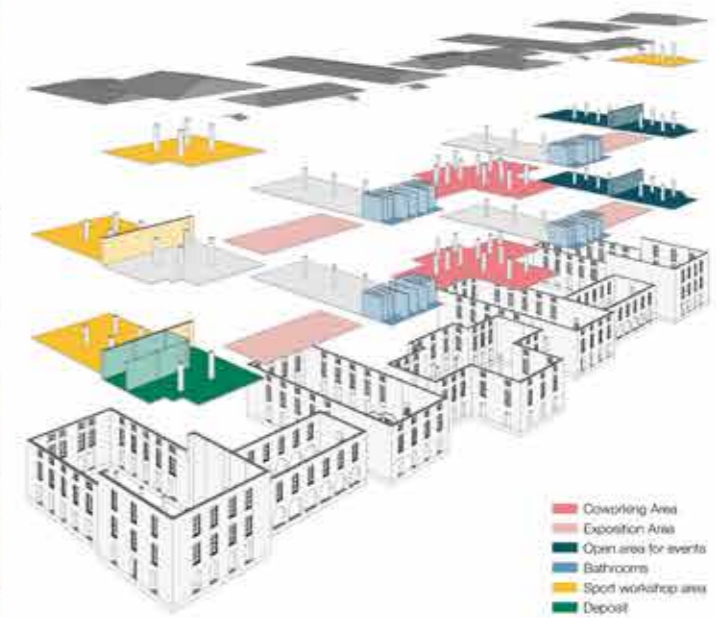 Coworking Area
Exposition Area
Open area for events
Bathrooms
Sport workshop area
Deposit